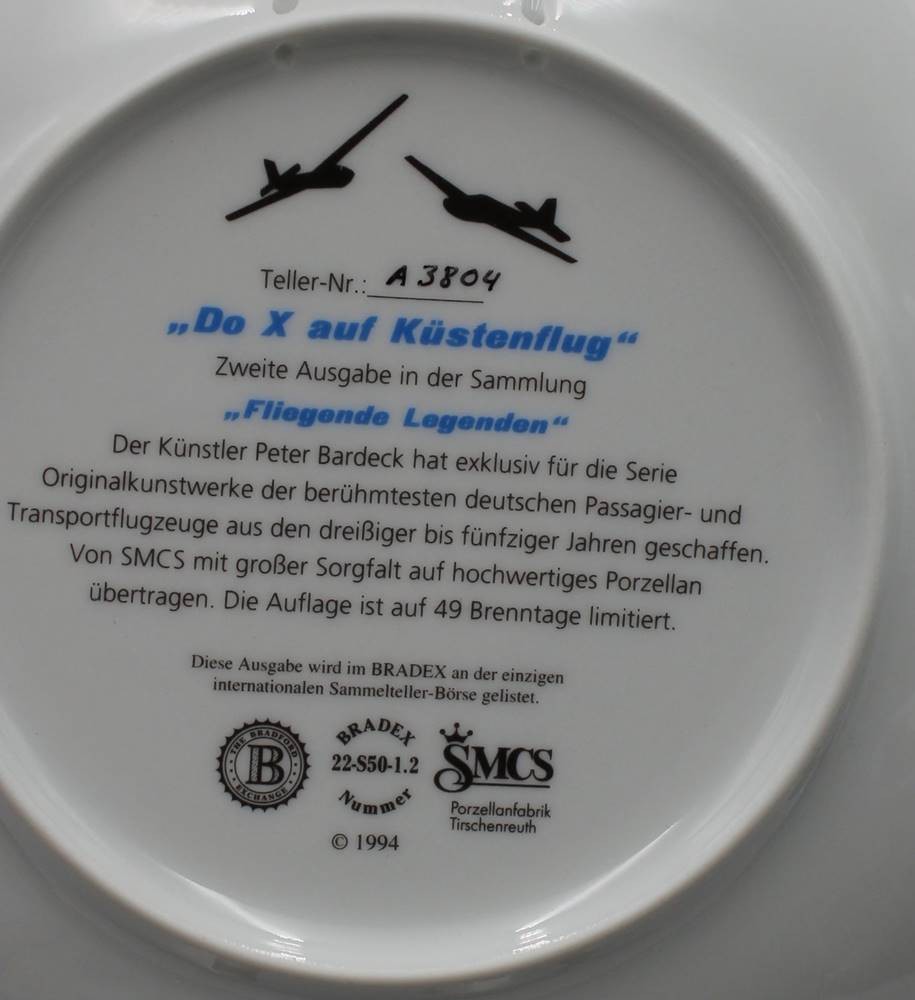 Teller-Nr.: A 3804
„Do X auf Küstenflug“
Zweite Ausgabe in der Sammlung
„Fliegende Legenden“
Der Künstler Peter Bardeck hat exklusiv für die Serie
Originalkunstwerke der berühmtesten deutschen Passagier- und
Transportflugzeuge aus den dreißiger bis fünfziger Jahren geschaffen.
Von SMCS mit großer Sorgfalt auf hochwertiges Porzellan
übertragen. Die Auflage ist auf 49 Brenntage limitiert.
Diese Ausgabe wird im BRADEX an der einzigen
internationalen Sammelteller-Börse gelistet.
THE BRADFORD
B
EXCHANGE
BRADEX
22-S50-1.2
Nummer
SMCS
Porzellanfabrik
Tirschenreuth
© 1994